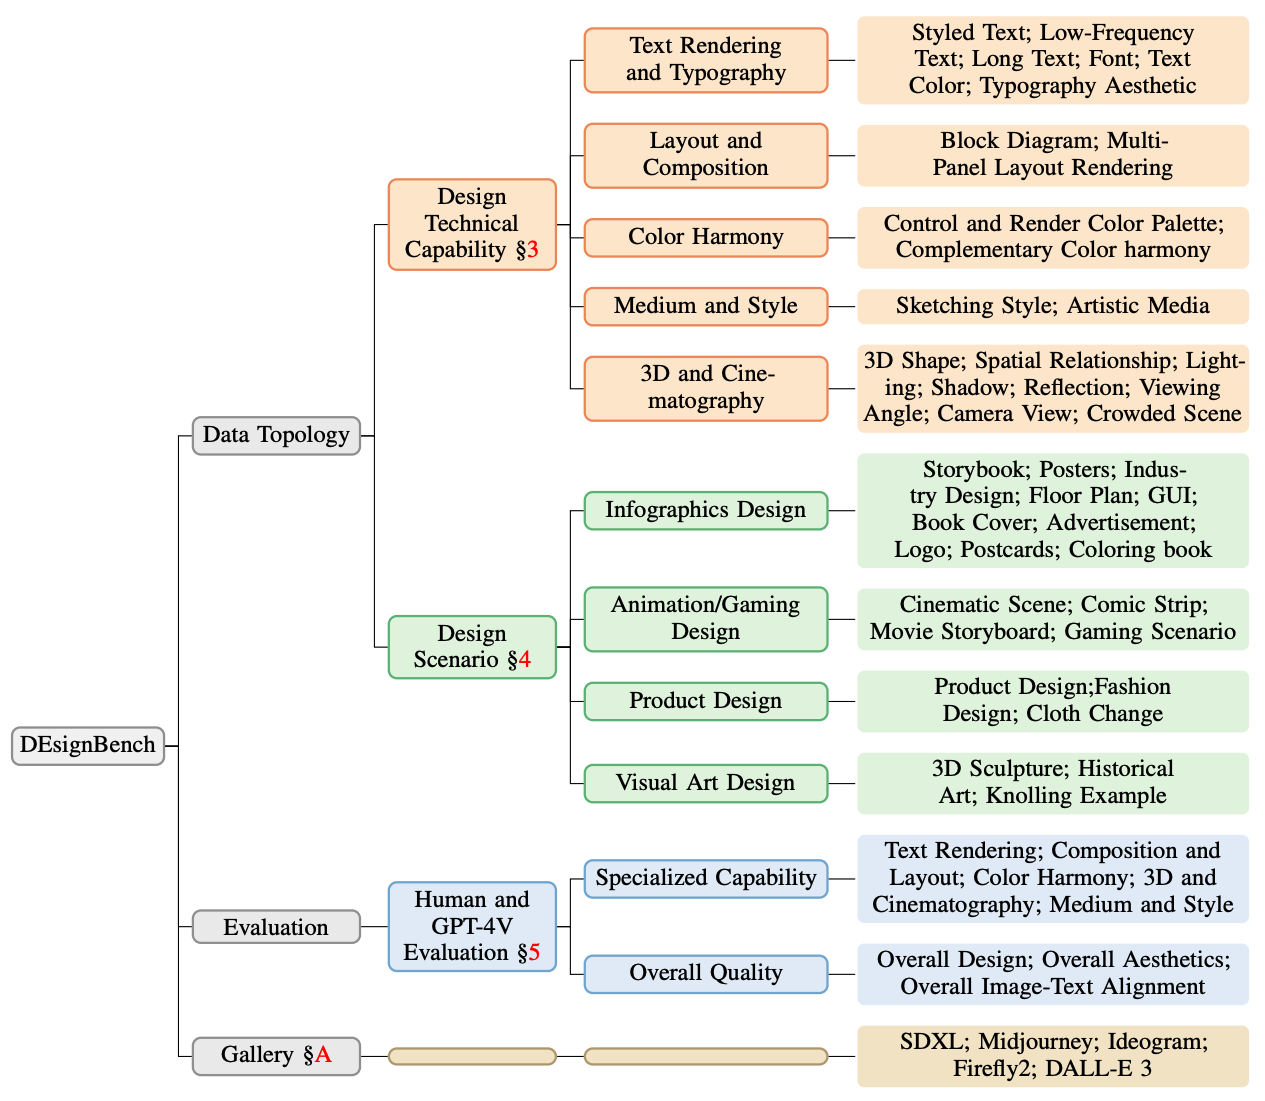 DEsignBench
Data Topology
Design
Technical
Capability §3
Text Rendering
and Typography
Styled Text; Low-Frequency
Text; Long Text; Font; Text
Color; Typography Aesthetic
Layout and
Composition
Block Diagram; Multi-
Panel Layout Rendering
Color Harmony
Control and Render Color Palette;
Complementary Color harmony
Medium and Style
Sketching Style; Artistic Media
3D and Cine-
matography
3D Shape; Spatial Relationship; Light-
ing; Shadow; Reflection; Viewing
Angle; Camera View; Crowded Scene
Design
Scenario §4
Infographics Design
Storybook; Posters; Indus-
try Design; Floor Plan; GUI;
Book Cover; Advertisement;
Logo; Postcards; Coloring book
Animation/Gaming
Design
Cinematic Scene; Comic Strip;
Movie Storyboard; Gaming Scenario
Product Design
Product Design;Fashion
Design; Cloth Change
Visual Art Design
3D Sculpture; Historical
Art; Knolling Example
Evaluation
Human and
GPT-4V
Evaluation §5
Specialized Capability
Text Rendering; Composition and
Layout; Color Harmony; 3D and
Cinematography; Medium and Style
Overall Quality
Overall Design; Overall Aesthetics;
Overall Image-Text Alignment
Gallery §A
SDXL; Midjourney; Ideogram;
Firefly2; DALL-E 3